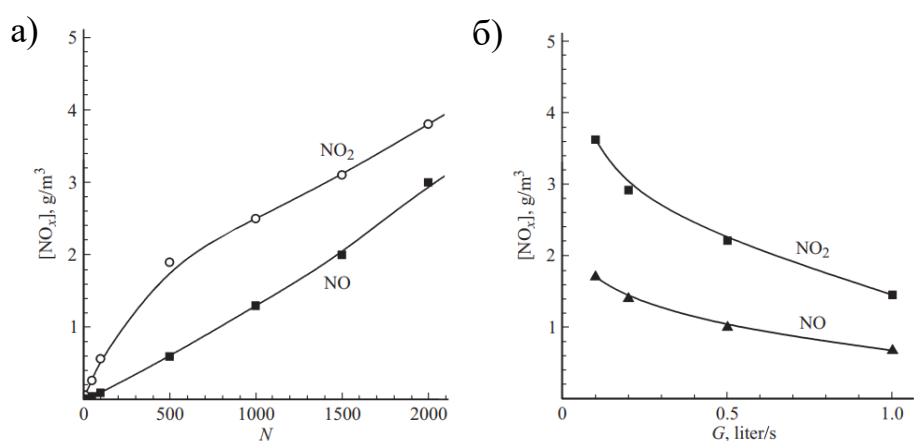 а)
5
4
3
2
1
[NOₓ], g/m³
NO₂
NO
0
500
1000
1500
2000
N
б)
5
4
3
2
1
[NOₓ], g/m³
NO₂
NO
0
0.5
1.0
G, liter/s